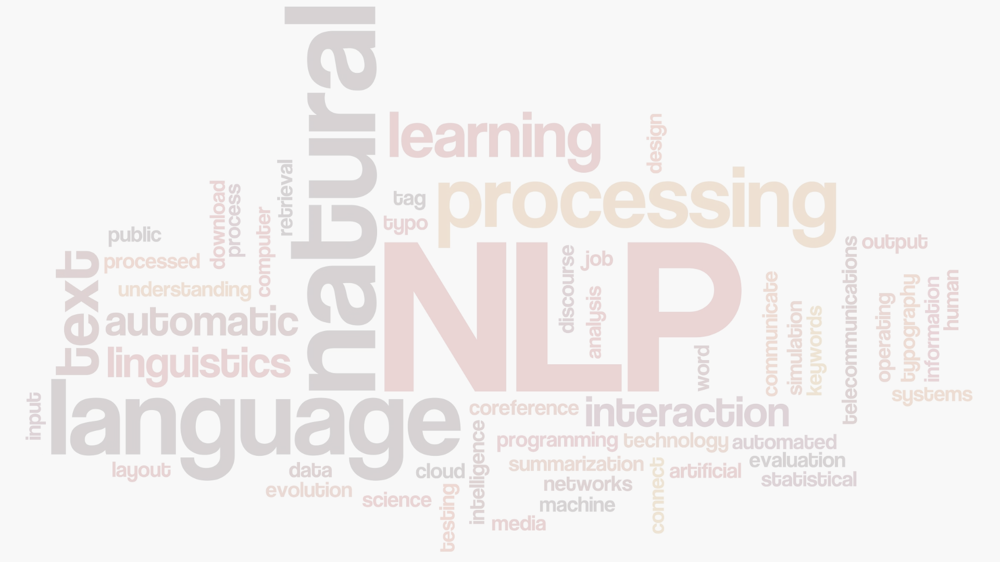 natural
learning
design
processing
retrieval
tag
typo
download
process
computer
public
processed
understanding
text
automatic
linguistics
NLP
discourse
job
analysis
word
communicate
simulation
keywords
telecommunications
output
operating
typography
information
human
systems
input
language
coreference
interaction
programming
technology
automated
layout
data
cloud
intelligence
summarization
connect
artificial
evaluation
statistical
evolution
science
testing
networks
machine
media